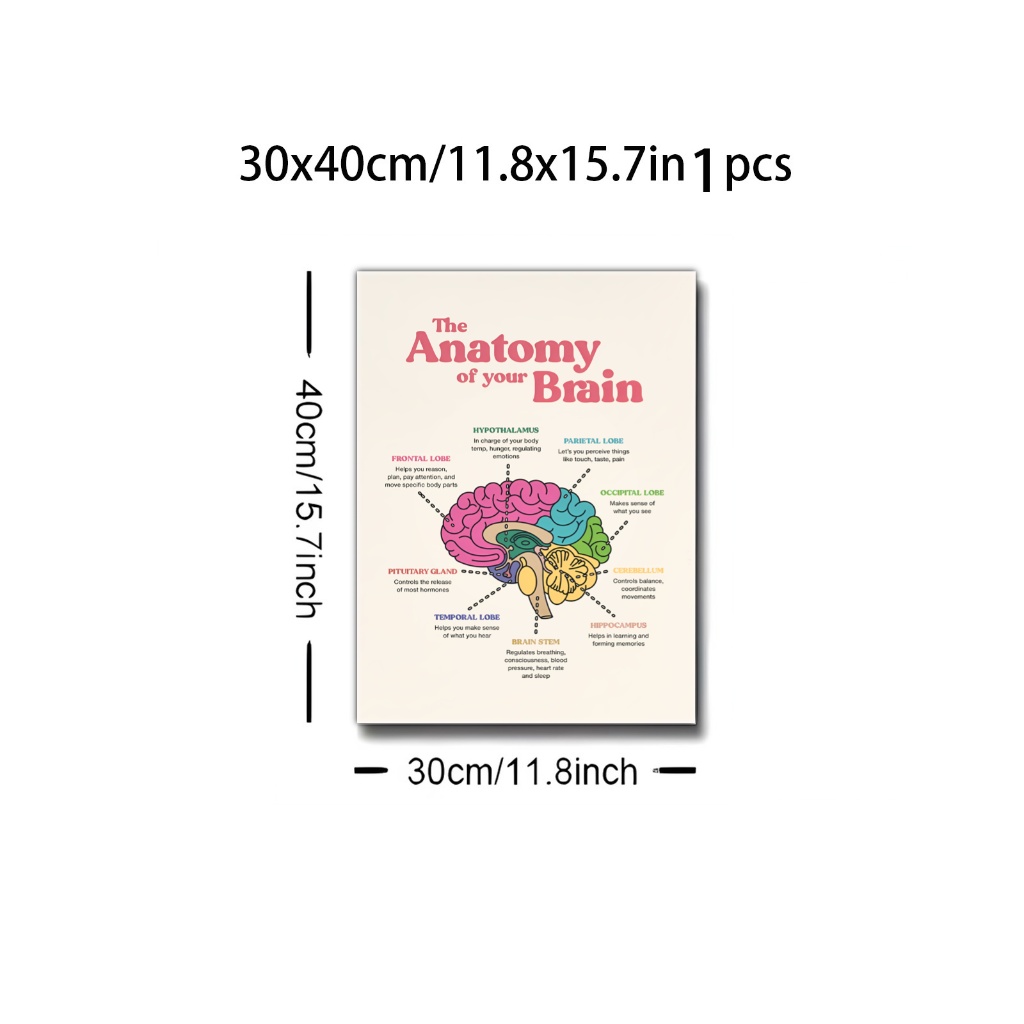 30x40cm/11.8x15.7in 1 pcs
40cm/15.7inch
The
Anatomy
of your Brain
HYPOTHALAMUS
In charge of your body
temp, hunger, regulating
emotions
PARIETAL LOBE
Let's you perceive things
like touch, taste, pain
FRONTAL LOBE
Helps you reason,
plan, pay attention, and
move specific body parts
OCCIPITAL LOBE
Makes sense of
what you see
PITUITARY GLAND
Controls the release
of most hormones
CEREBELLUM
Controls balance,
coordinates
movements
TEMPORAL LOBE
Helps you make sense
of what you hear
HIPPOCAMPUS
Helps in learning and
forming memories
BRAIN STEM
Regulates breathing,
consciousness, blood
pressure, heart rate
and sleep
30cm/11.8inch